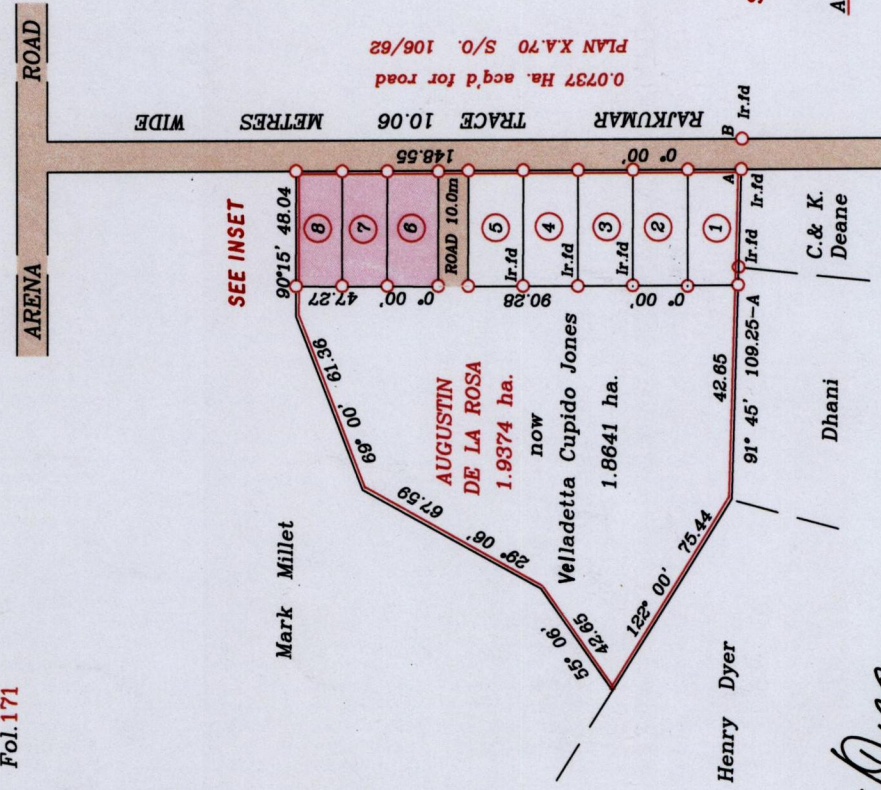 Fol.171
ARENA ROAD
0.0737 Ha. acq'd for road
PLAN X.A.70 S/O. 106/62
RAJKUMAR TRACE 10.06 METRES WIDE
0° 00' 148.55
SEE INSET
90°15' 48.04
8
7
6
ROAD 10.0m
5
4
3
2
1
Ir.fd
Ir.fd
Ir.fd
Ir.fd
Ir.fd
Ir.fd
A
B
0° 00' 47.27
0° 00' 90.28
69° 00' 61.36
29° 06' 67.59
55° 06'
42.65
122° 00' 75.44
42.65
91° 45' 109.25-A
Mark Millet
AUGUSTIN
DE LA ROSA
1.9374 ha.
now
Velladetta Cupido Jones
1.8641 ha.
C.& K.
Deane
Dhani
Henry Dyer